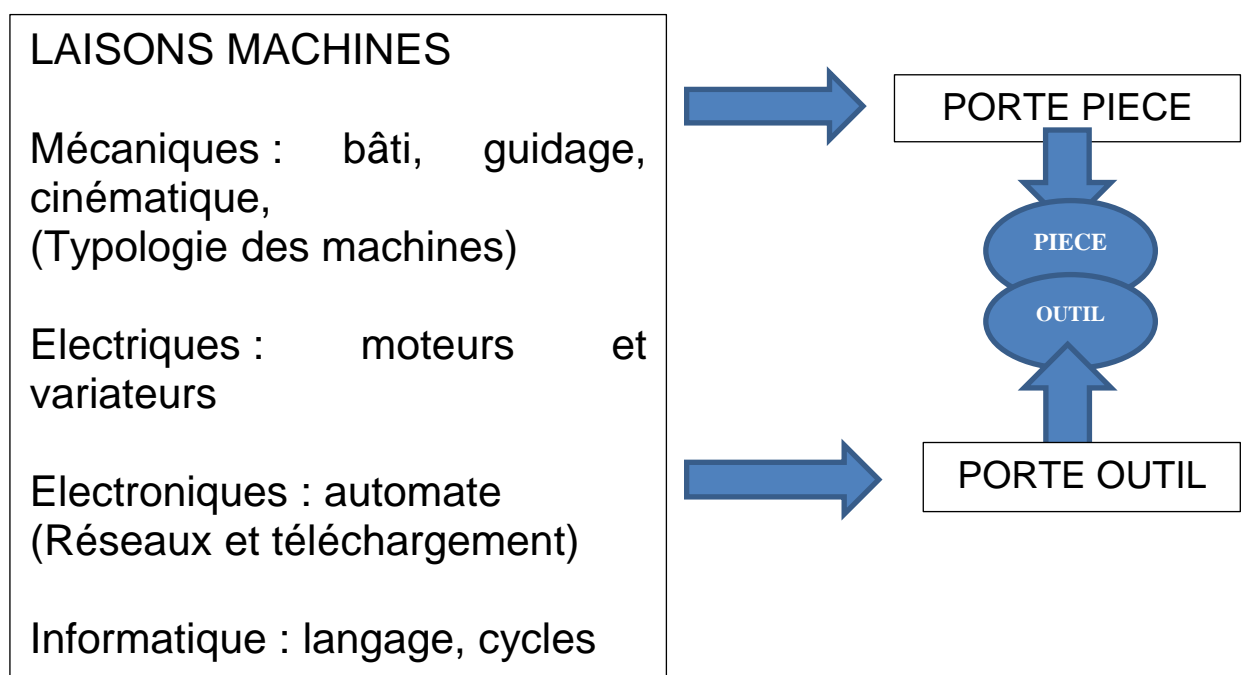 LAISONS MACHINES
Mécaniques : bâti, guidage,
cinématique,
(Typologie des machines)
Electriques : moteurs et
variateurs
Electroniques : automate
(Réseaux et téléchargement)
Informatique : langage, cycles
PORTE PIECE
PIECE
OUTIL
PORTE OUTIL